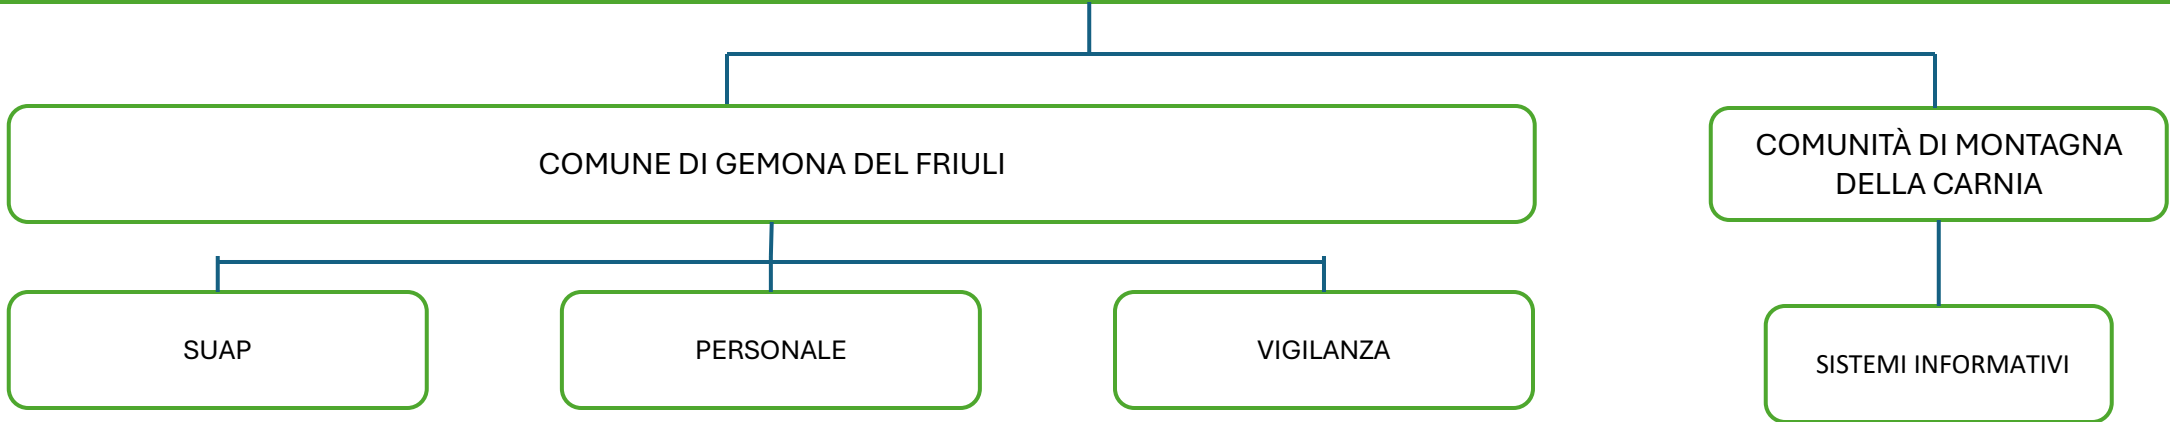 COMUNE DI GEMONA DEL FRIULI
COMUNITÀ DI MONTAGNA
DELLA CARNIA
SUAP
PERSONALE
VIGILANZA
SISTEMI INFORMATIVI